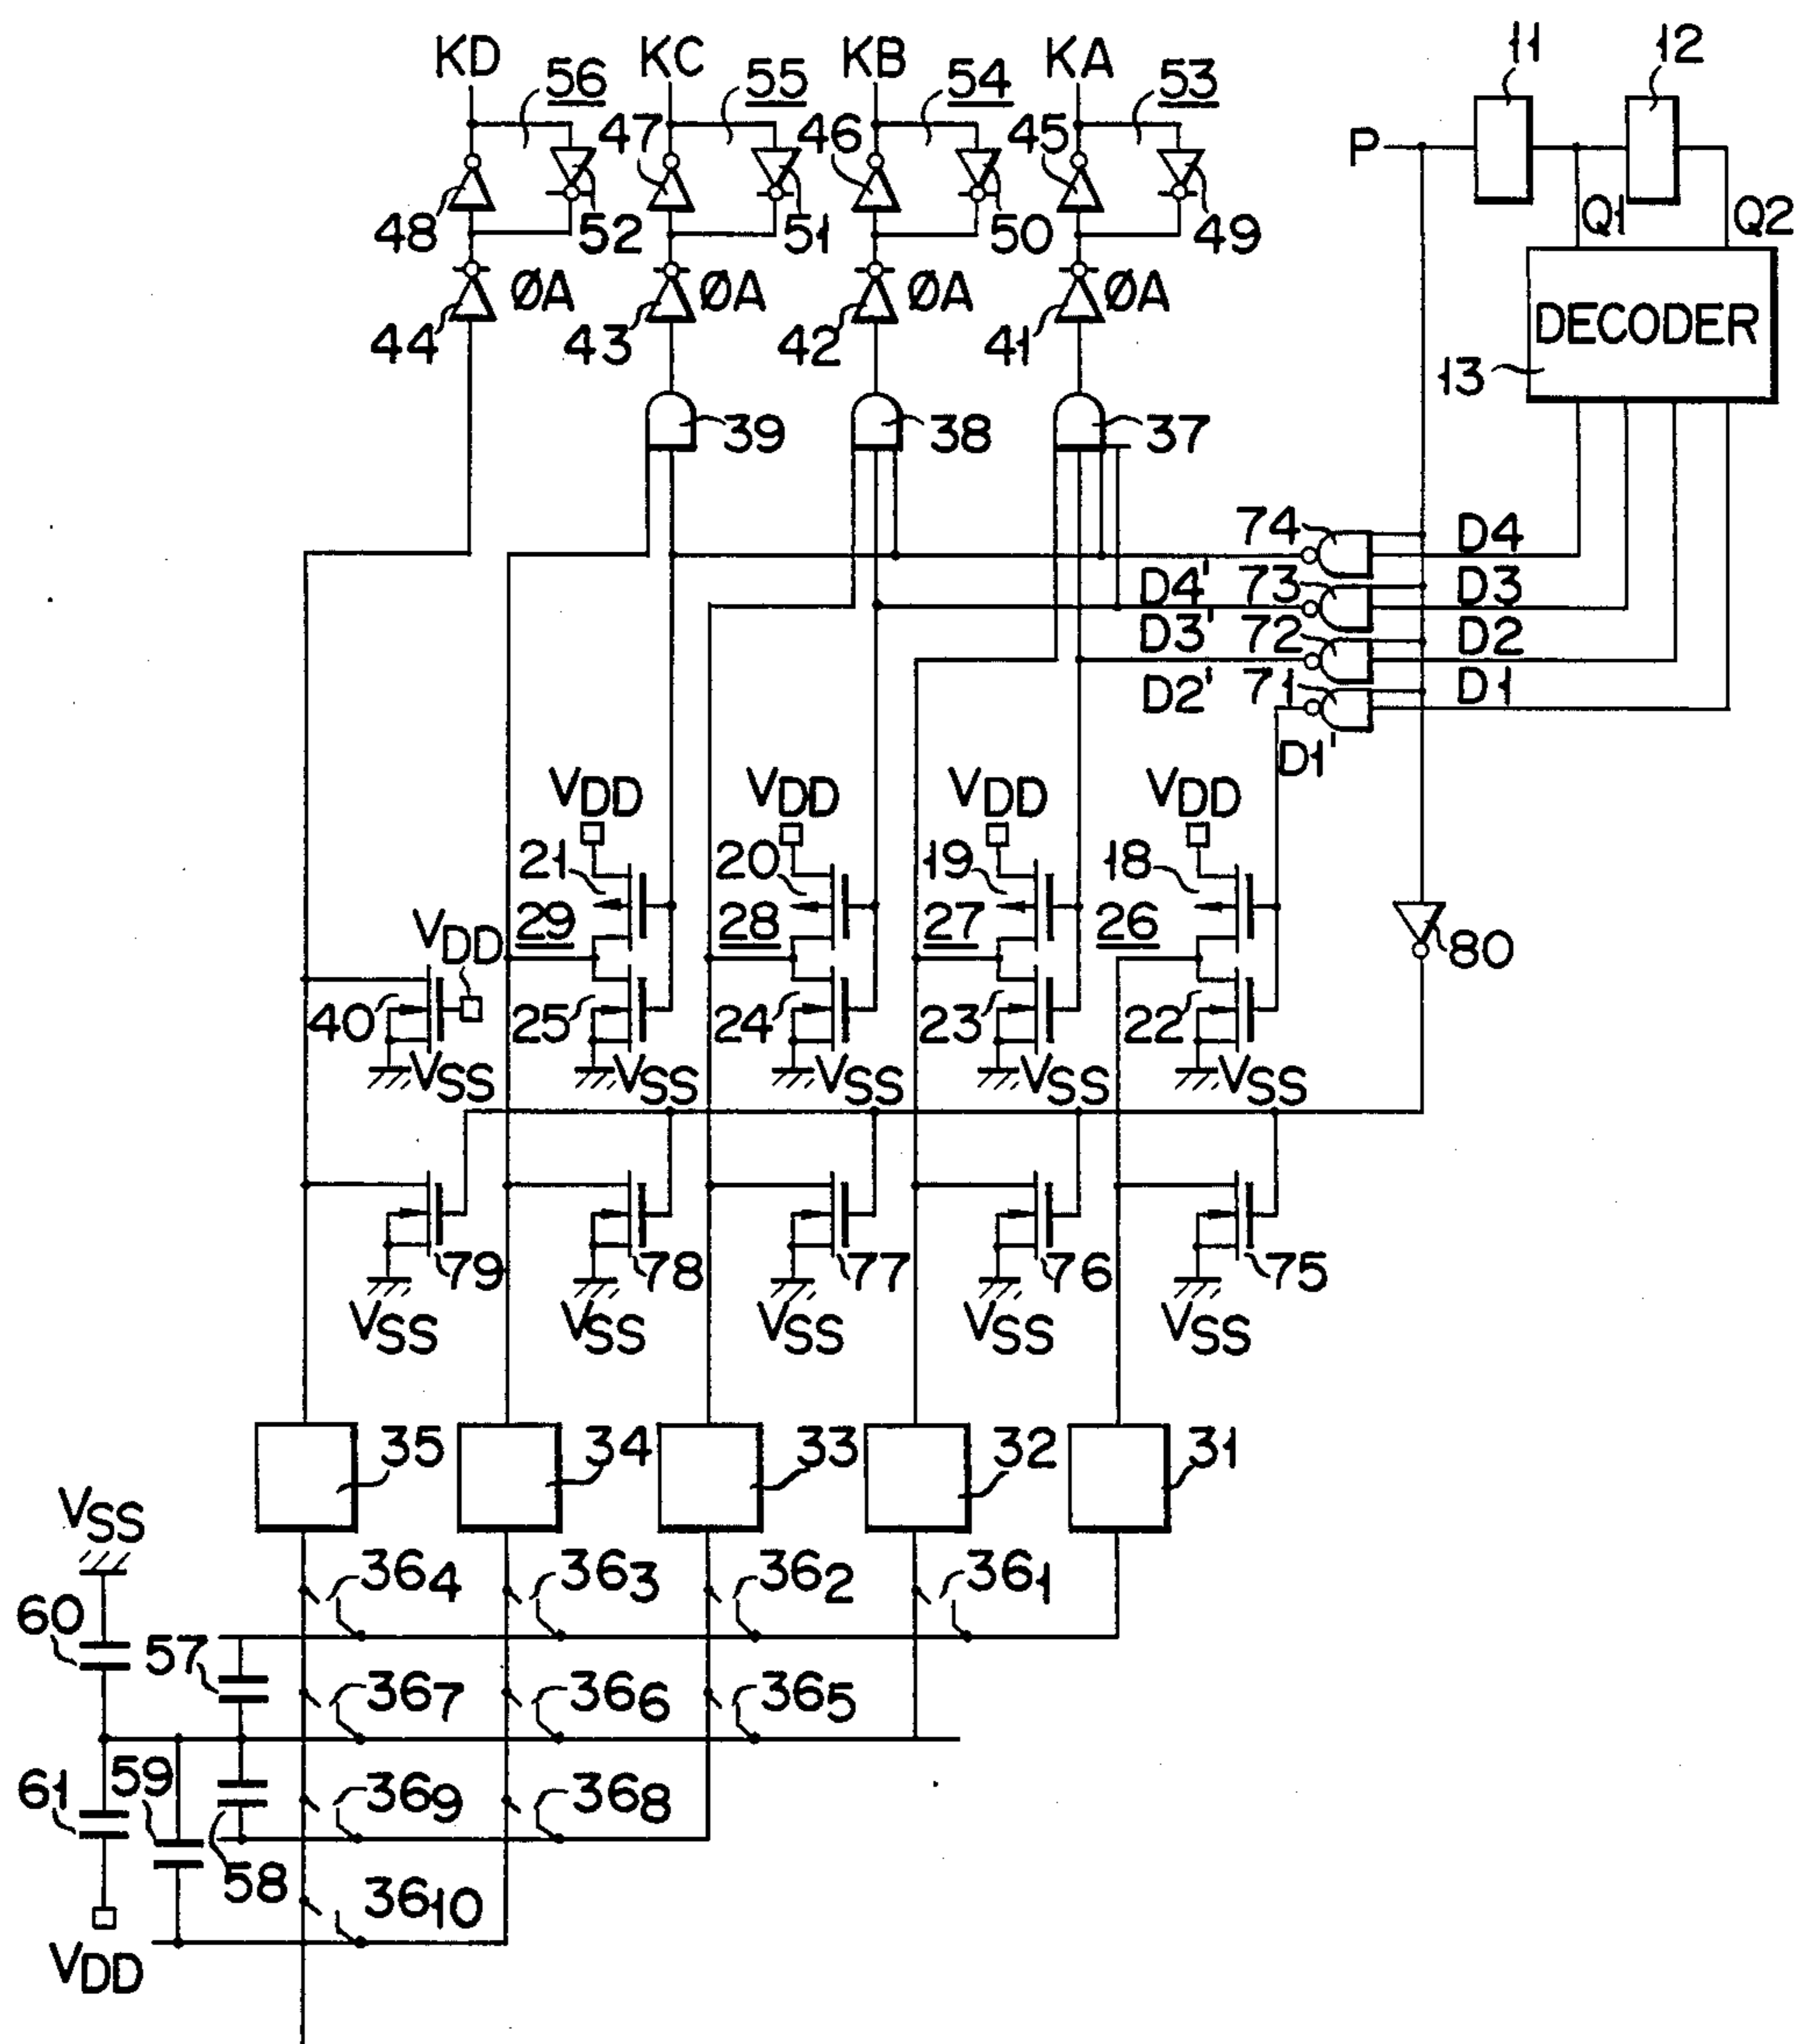 KD KC KB KA 11 12
56 55 54 53
47 46 45 P
48 52 51 50 49 Q1 Q2
ØA ØA ØA ØA
44 43 42 41 DECODER
13
39 38 37
74 D4
D4' 73 D3
D3' 72 D2
D2' 71 D1
D1'
VDD VDD VDD VDD
21 20 19 18
VDD 29 28 27 26 80
40 25 24 23 22
VSS VSS VSS VSS VSS
79 78 77 76 75
VSS VSS VSS VSS VSS
35 34 33 32 31
VSS
364 363 362 361
60 57
367 366 365
61 59 369 368
58 3610
VDD